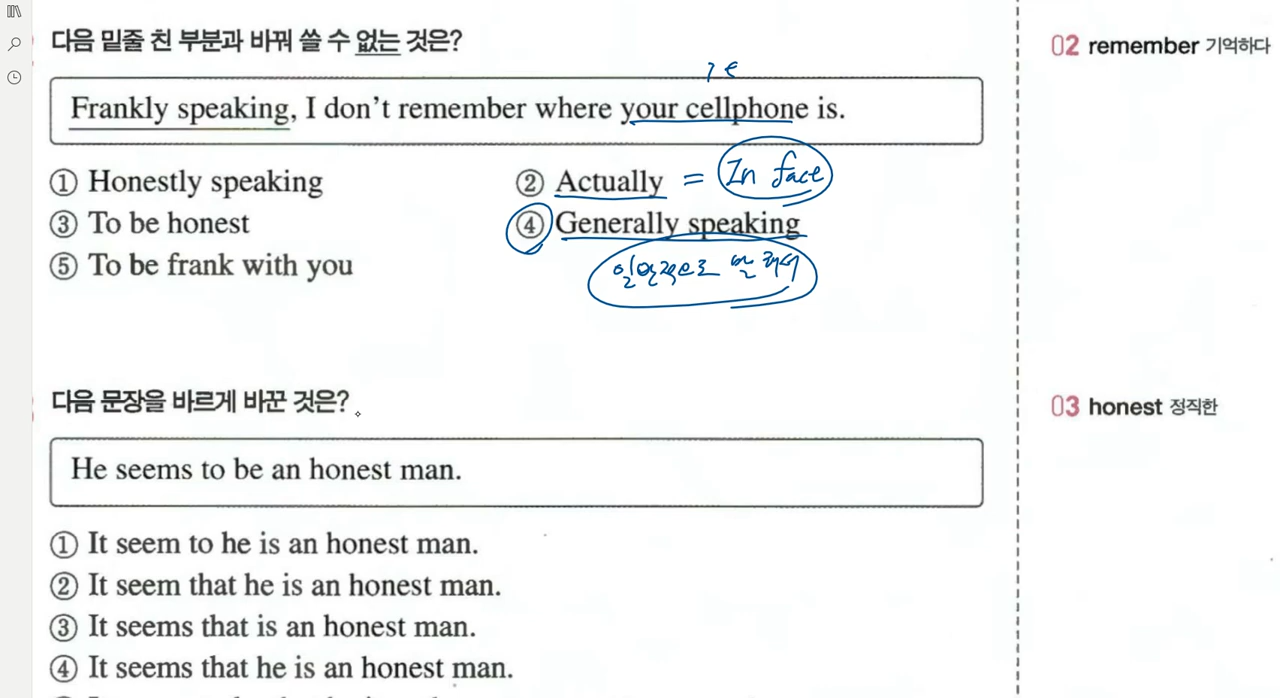 다음 밑줄 친 부분과 바꿔 쓸 수 없는 것은?
02 remember 기억하다
Frankly speaking, I don't remember where your cellphone is.
① Honestly speaking
② Actually = In face
③ To be honest
④ Generally speaking
⑤ To be frank with you
일반적으로 말해서
다음 문장을 바르게 바꾼 것은?
03 honest 정직한
He seems to be an honest man.
① It seem to he is an honest man.
② It seem that he is an honest man.
③ It seems that is an honest man.
④ It seems that he is an honest man.